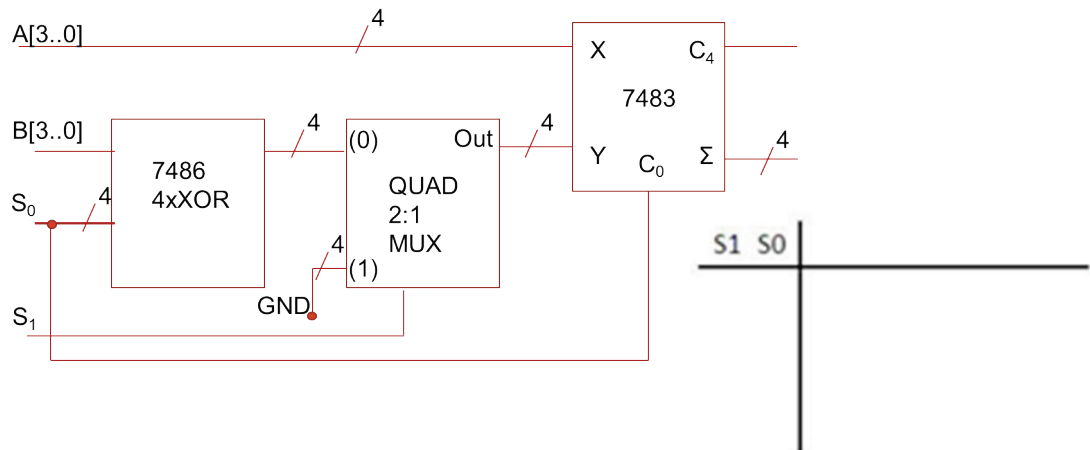 A[3..0]
4
X
C4
7483
B[3..0]
4
(0)
Out
4
Y
C0
Σ
4
7486
4xXOR
QUAD
2:1
MUX
S0
4
4
(1)
GND
S1
S1 S0